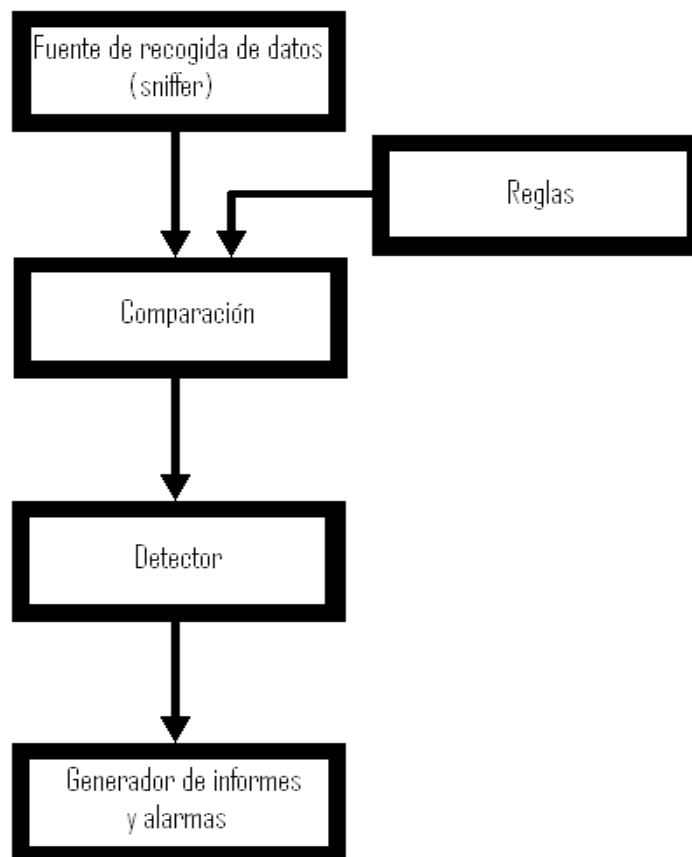 Fuente de recogida de datos
(sniffer)
Reglas
Comparación
Detector
Generador de informes
y alarmas